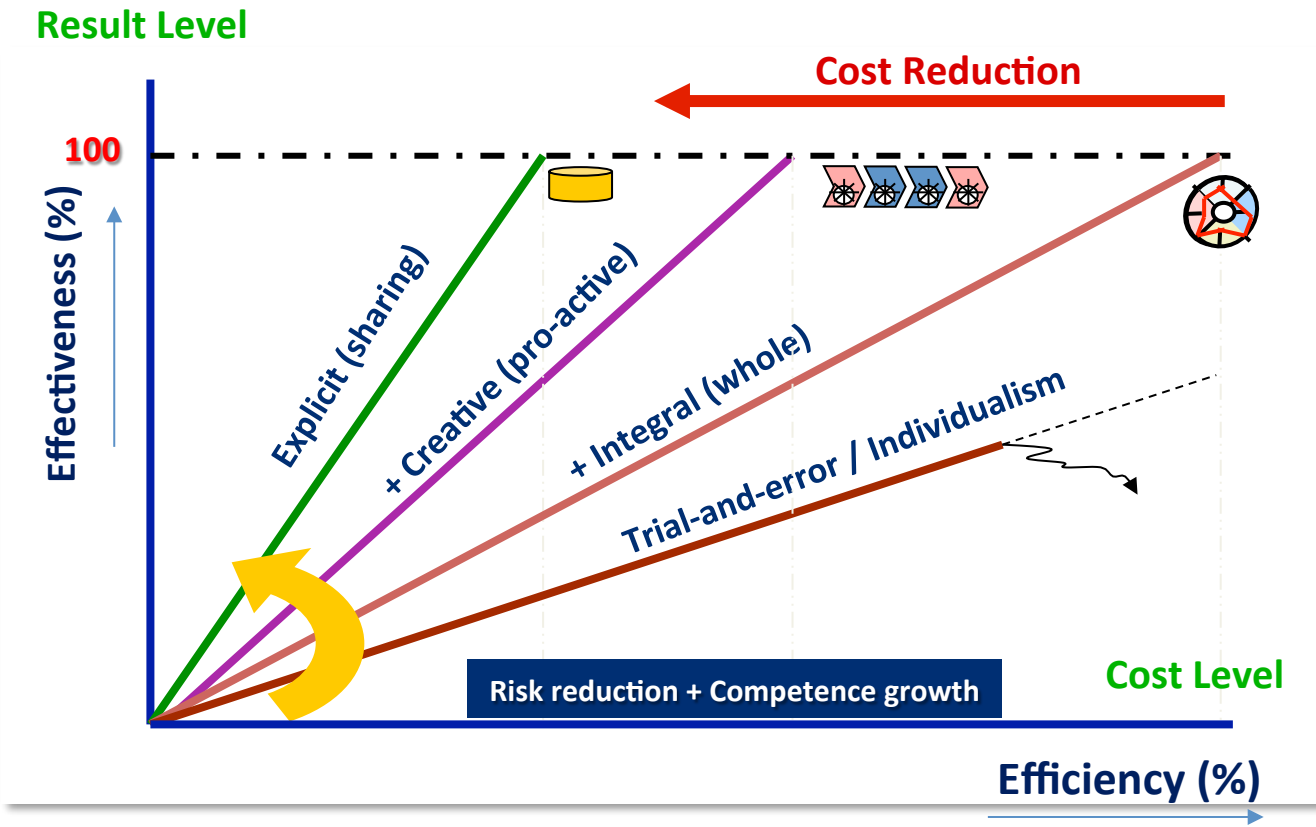 Result Level
Cost Reduction
100
Effectiveness (%)
Explicit (sharing)
+ Creative (pro-active)
+ Integral (whole)
Trial-and-error / Individualism
Risk reduction + Competence growth
Cost Level
Efficiency (%)